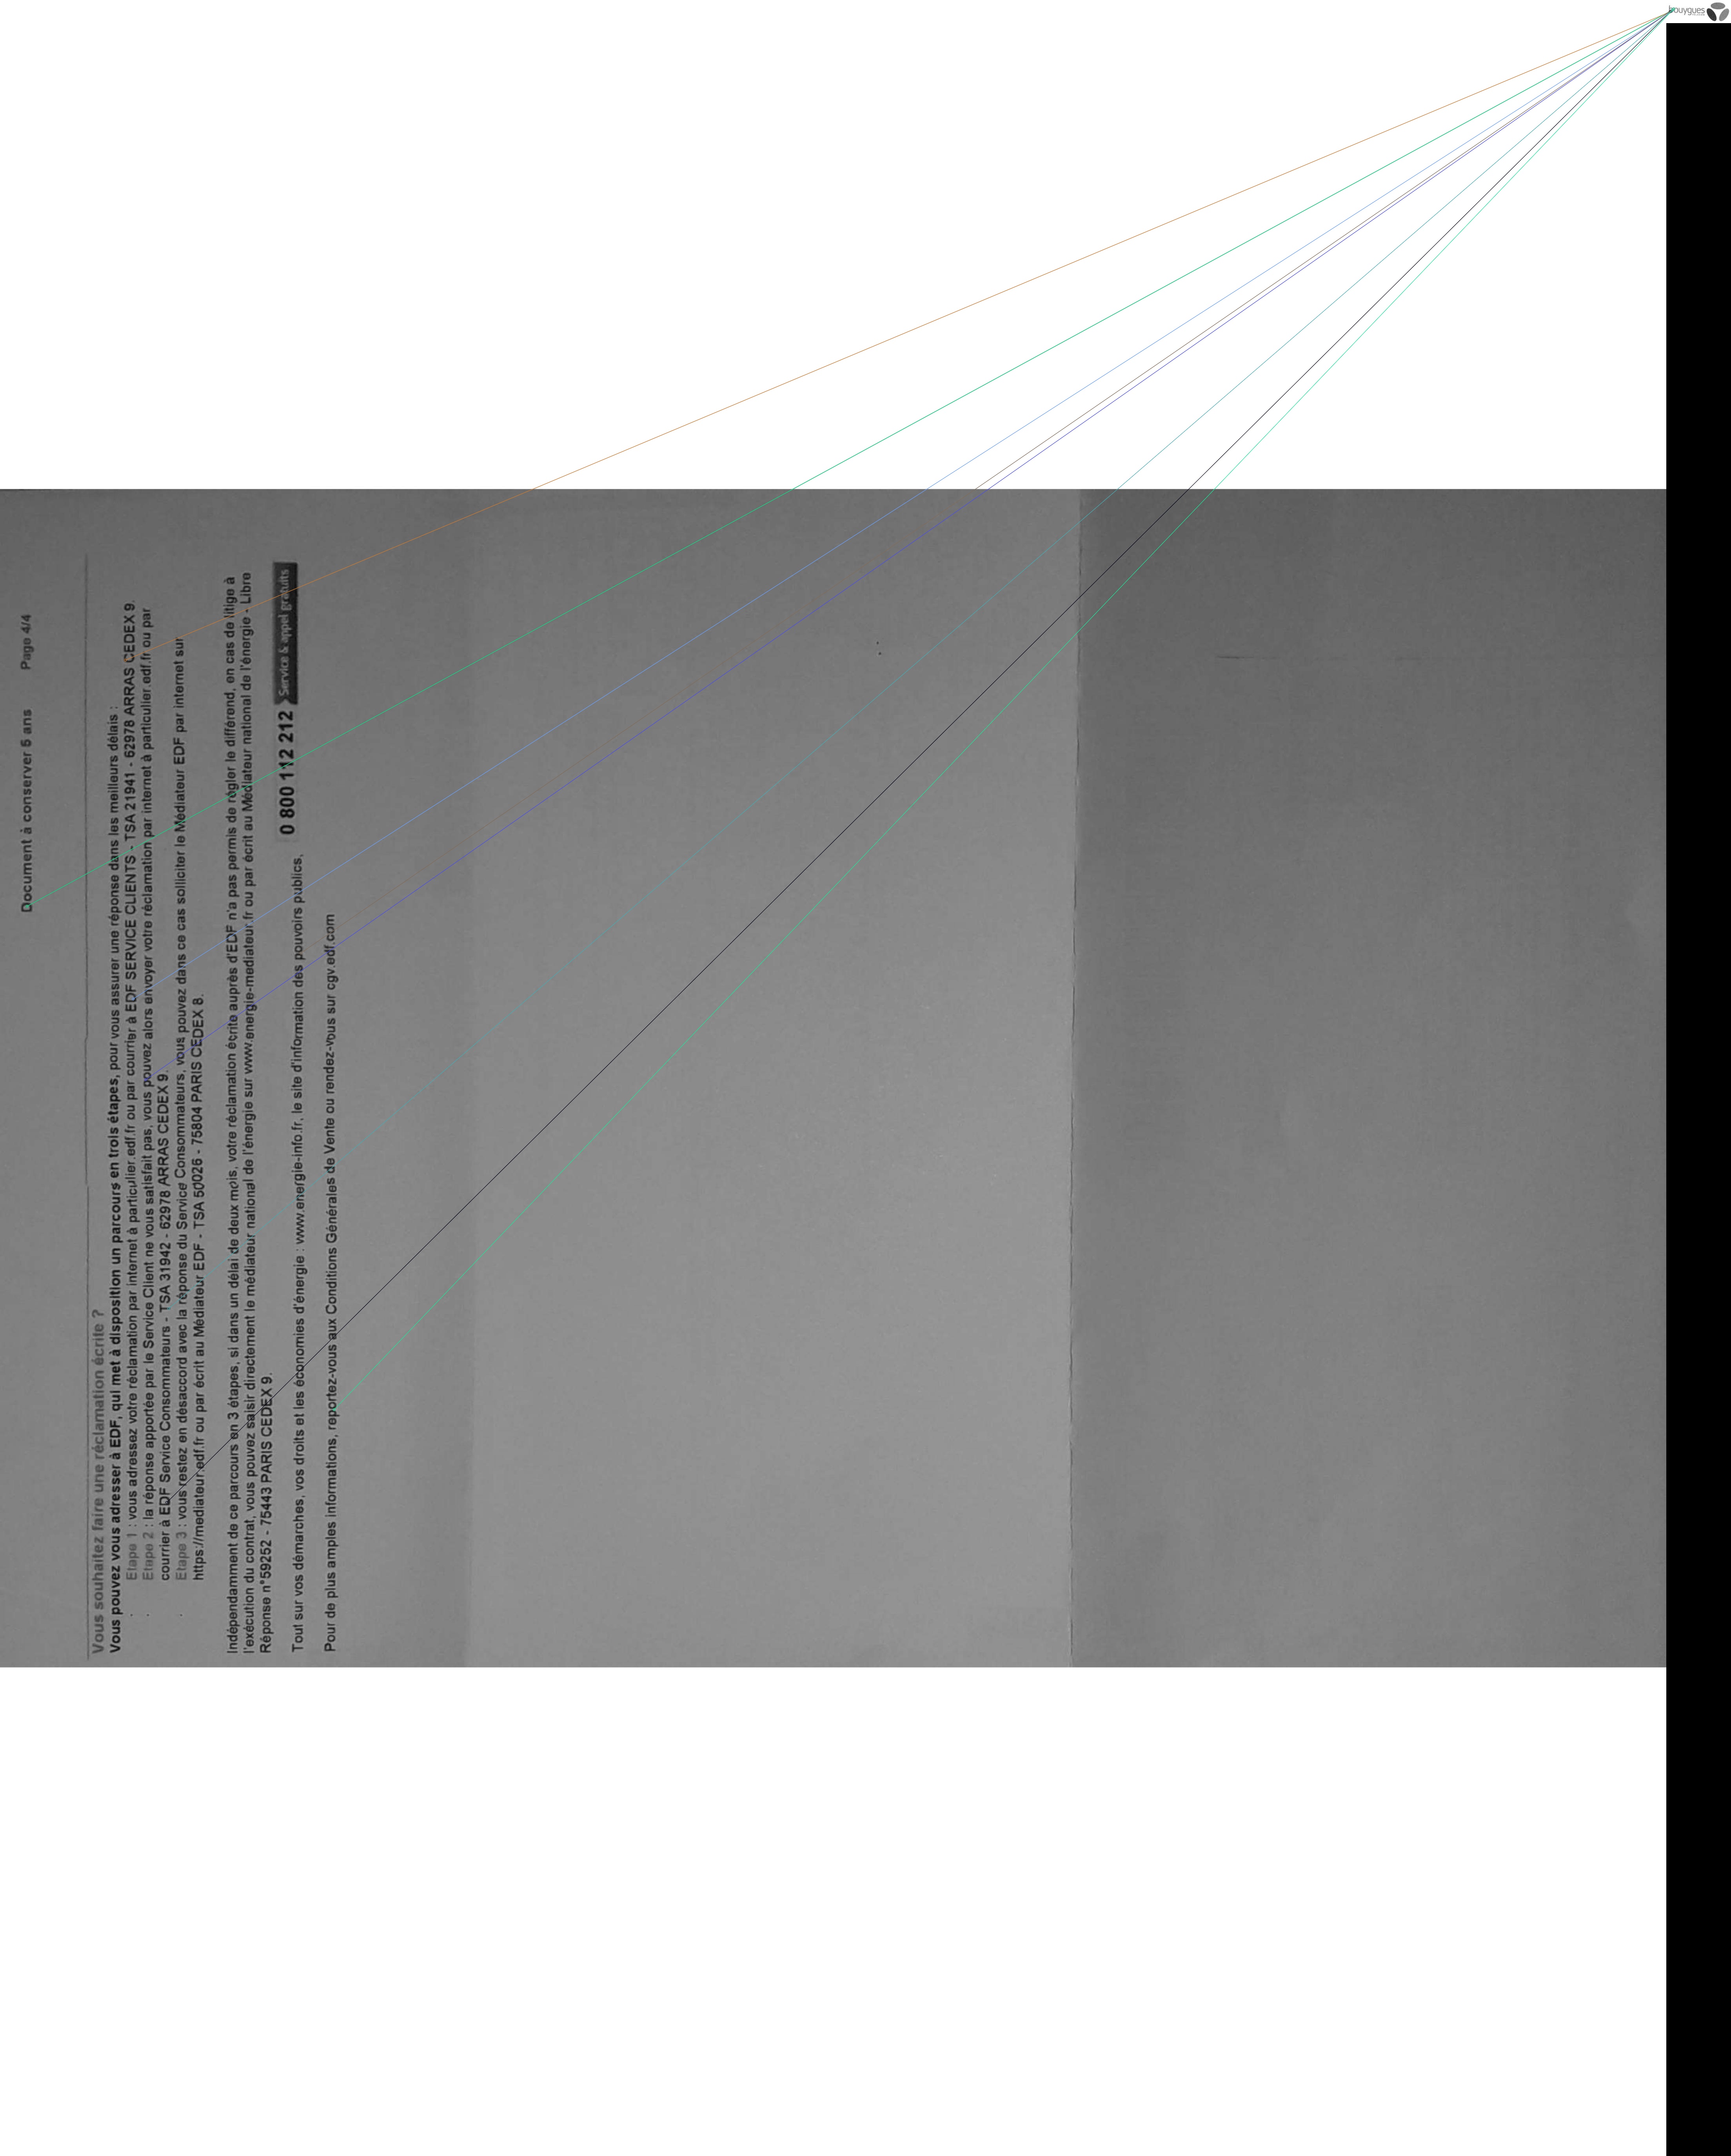 bouygues
Document à conserver 5 ans Page 4/4
Vous souhaitez faire une réclamation écrite ?
Vous pouvez vous adresser à EDF, qui met à disposition un parcours en trois étapes, pour vous assurer une réponse dans les meilleurs délais :
· Etape 1 : vous adressez votre réclamation par internet à particulier.edf.fr ou par courrier à EDF SERVICE CLIENTS - TSA 21941 - 62978 ARRAS CEDEX 9.
· Etape 2 : la réponse apportée par le Service Client ne vous satisfait pas, vous pouvez alors envoyer votre réclamation par internet à particulier.edf.fr ou par
courrier à EDF Service Consommateurs - TSA 31942 - 62978 ARRAS CEDEX 9.
· Etape 3 : vous restez en désaccord avec la réponse du Service Consommateurs, vous pouvez dans ce cas solliciter le Médiateur EDF par internet sur
https://mediateur.edf.fr ou par écrit au Médiateur EDF - TSA 50026 - 75804 PARIS CEDEX 8.
Indépendamment de ce parcours en 3 étapes, si dans un délai de deux mois, votre réclamation écrite auprès d'EDF n'a pas permis de régler le différend, en cas de litige à
l'exécution du contrat, vous pouvez saisir directement le médiateur national de l'énergie sur www.energie-mediateur.fr ou par écrit au Médiateur national de l'énergie - Libre
Réponse n°59252 - 75443 PARIS CEDEX 9.
Tout sur vos démarches, vos droits et les économies d'énergie : www.energie-info.fr, le site d'information des pouvoirs publics, 0 800 112 212 Service & appel gratuits
Pour de plus amples informations, reportez-vous aux Conditions Générales de Vente ou rendez-vous sur cgv.edf.com